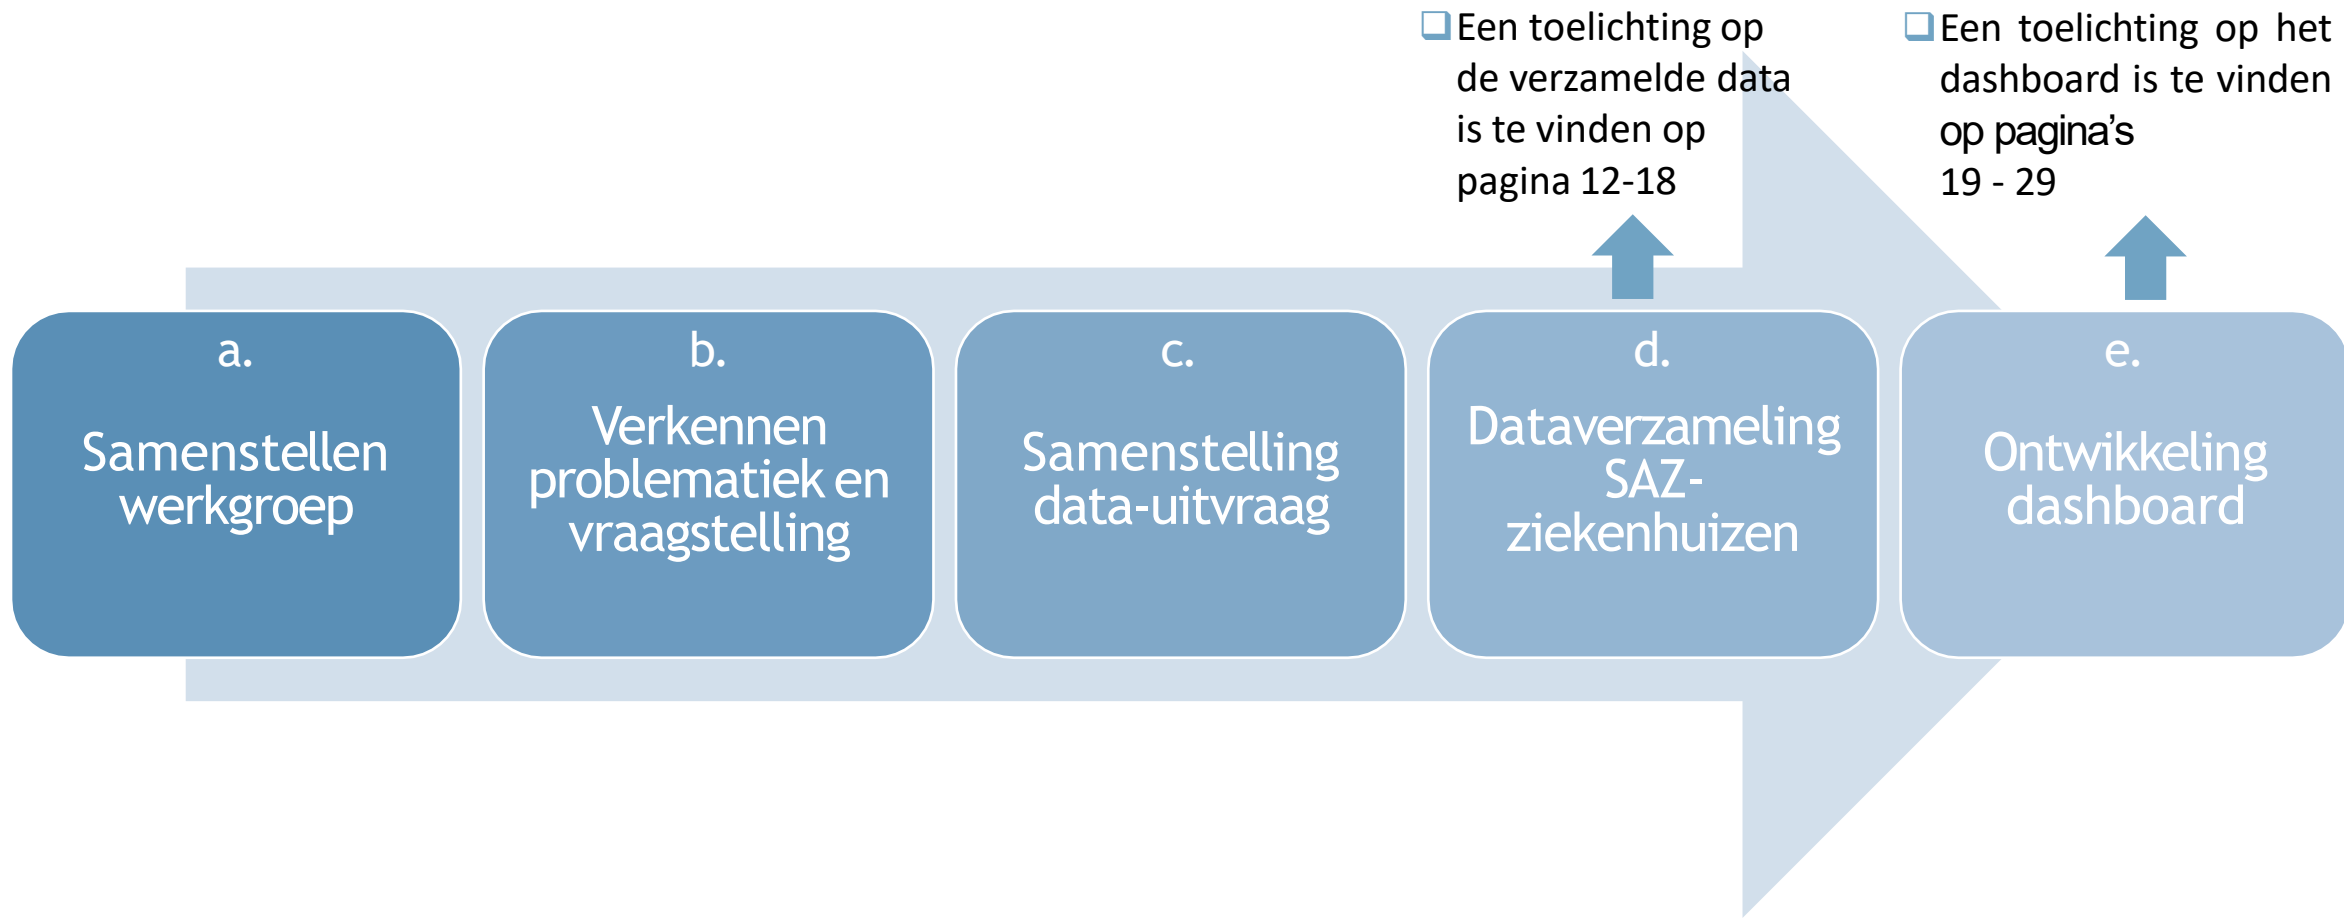 Een toelichting op
de verzamelde data
is te vinden op
pagina 12-18
Een toelichting op het
dashboard is te vinden
op pagina's
19 - 29
a.
Samenstellen
werkgroep
b.
Verkennen
problematiek en
vraagstelling
c.
Samenstelling
data-uitvraag
d.
Dataverzameling
SAZ-
ziekenhuizen
e.
Ontwikkeling
dashboard